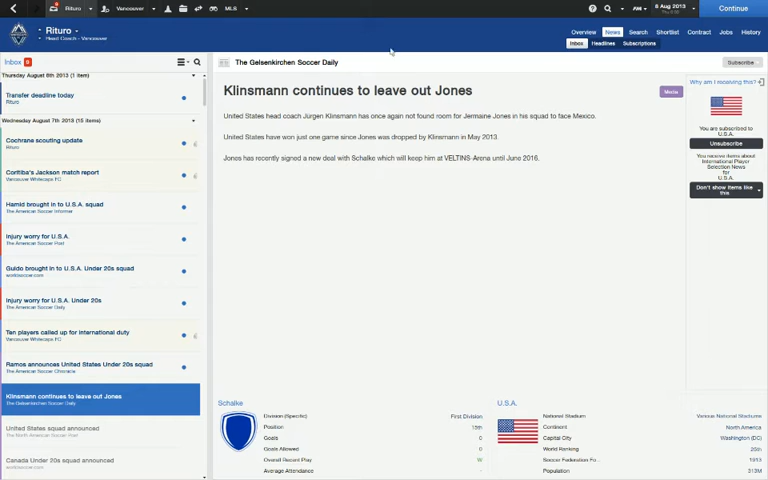 Rituro
Vancouver
MLS
AM
8 Aug 2013
Continue
Rituro
Head Coach - Vancouver
Overview
News
Search
Shortlist
Contract
Jobs
History
Inbox
Headlines
Subscriptions
Inbox
The Gelsenkirchen Soccer Daily
Subscribe
Thursday August 8th 2013 (1 item)
Transfer deadline today
Rituro
Wednesday August 7th 2013 (15 items)
Cochrane scouting update
Rituro
Coritiba's Jackson match report
Vancouver Whitecaps FC
Hamid brought in to U.S.A. squad
The American Soccer Informer
Injury worry for U.S.A.
The American Soccer Post
Guido brought in to U.S.A. Under 20s squad
worldsoccer.com
Injury worry for U.S.A. Under 20s
The American Soccer Daily
Ten players called up for international duty
Vancouver Whitecaps FC
Ramos announces United States Under 20s squad
The American Soccer Chronicle
Klinsmann continues to leave out Jones
The Gelsenkirchen Soccer Daily
United States squad announced
The North American Soccer Post
Canada Under 20s squad announced
worldsoccer.com
Klinsmann continues to leave out Jones
Media
United States head coach Jürgen Klinsmann has once again not found room for Jermaine Jones in his squad to face Mexico.
United States have won just one game since Jones was dropped by Klinsmann in May 2013.
Jones has recently signed a new deal with Schalke which will keep him at VELTINS-Arena until June 2016.
Why am I receiving this?
You are subscribed to
U.S.A.
Unsubscribe
You receive items about
International Player
Selection News
for
U.S.A.
Don't show items like
this
Schalke
Division (Specific) First Division
Position 18th
Goals 0
Goals Allowed 0
Overall Recent Play W
Average Attendance -
U.S.A.
National Stadium Various National Stadiums
Continent North America
Capital City Washington (DC)
World Ranking 25th
Soccer Federation Fo... 1913
Population 313M